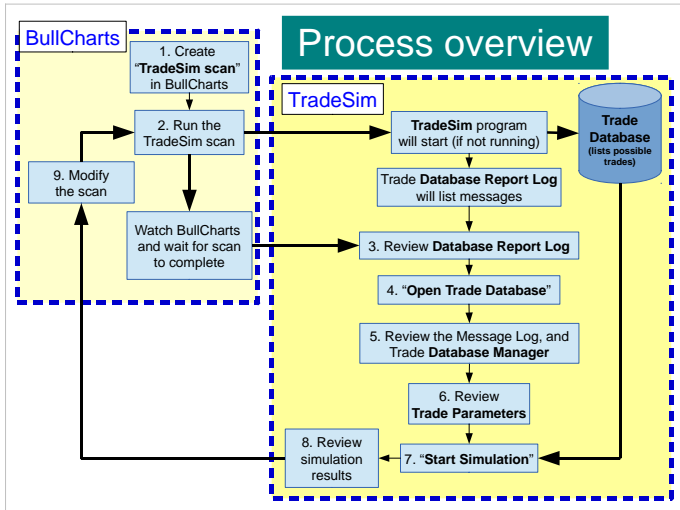 Process overview
BullCharts
1. Create
“TradeSim scan”
in BullCharts
2. Run the
TradeSim scan
9. Modify
the scan
Watch BullCharts
and wait for scan
to complete
TradeSim
TradeSim program
will start (if not running)
Trade
Database
(lists possible
trades)
Trade Database Report Log
will list messages
3. Review Database Report Log
4. “Open Trade Database”
5. Review the Message Log, and
Trade Database Manager
6. Review
Trade Parameters
7. “Start Simulation”
8. Review
simulation
results